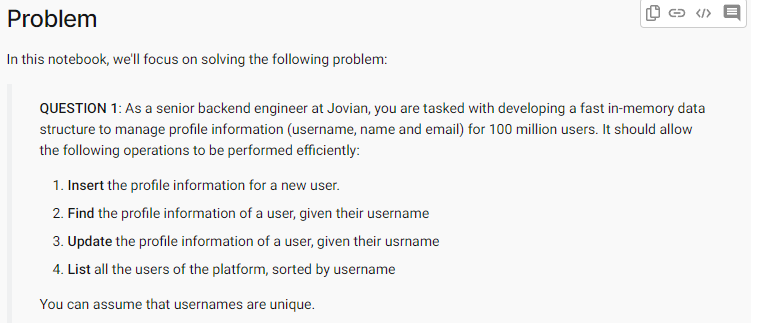 Problem
In this notebook, we'll focus on solving the following problem:
QUESTION 1: As a senior backend engineer at Jovian, you are tasked with developing a fast in-memory data
structure to manage profile information (username, name and email) for 100 million users. It should allow
the following operations to be performed efficiently:
1. Insert the profile information for a new user.
2. Find the profile information of a user, given their username
3. Update the profile information of a user, given their usrname
4. List all the users of the platform, sorted by username
You can assume that usernames are unique.